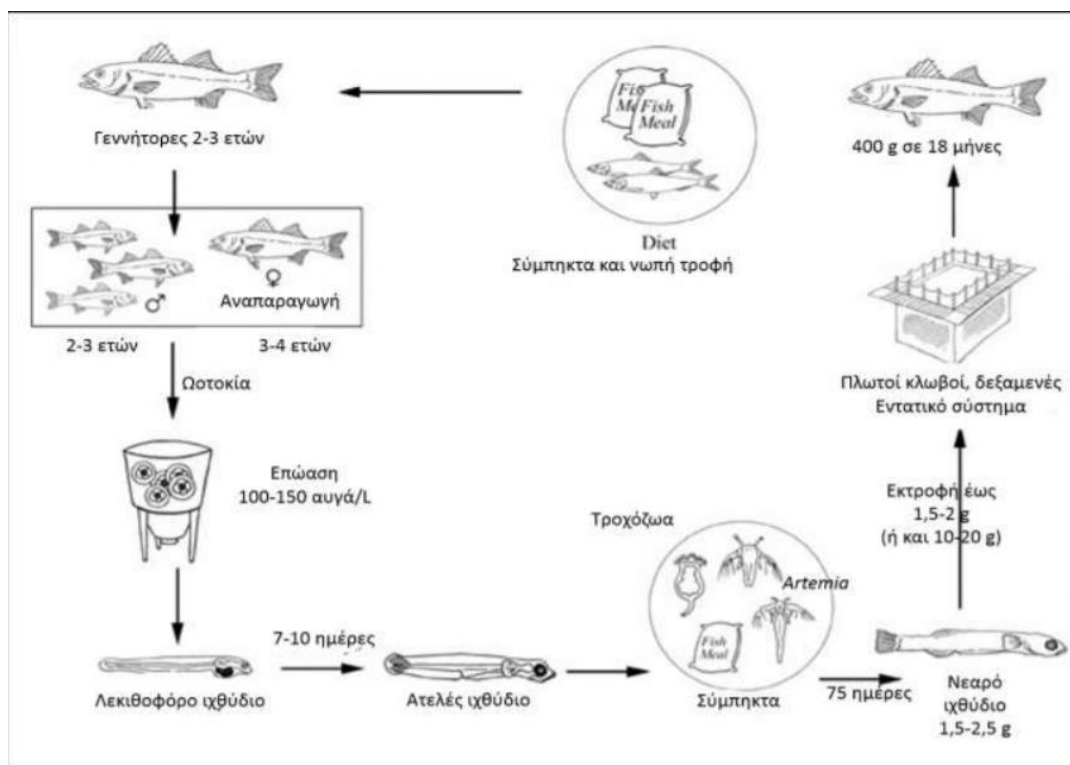 Γεννήτορες 2-3 ετών
Fish
Me
Fish
Meal
Diet
Σύμπηκτα και νωπή τροφή
400 g σε 18 μήνες
♂
♀
Αναπαραγωγή
2-3 ετών
3-4 ετών
Ωοτοκία
Επώαση
100-150 αυγά/L
Πλωτοί κλωβοί, δεξαμενές
Εντατικό σύστημα
Εκτροφή έως
1,5-2 g
(ή και 10-20 g)
Λεκιθοφόρο ιχθύδιο
7-10 ημέρες
Ατελές ιχθύδιο
Τροχόζωα
Artemia
Fish
Meal
Σύμπηκτα
75 ημέρες
Νεαρό
ιχθύδιο
1,5-2,5 g